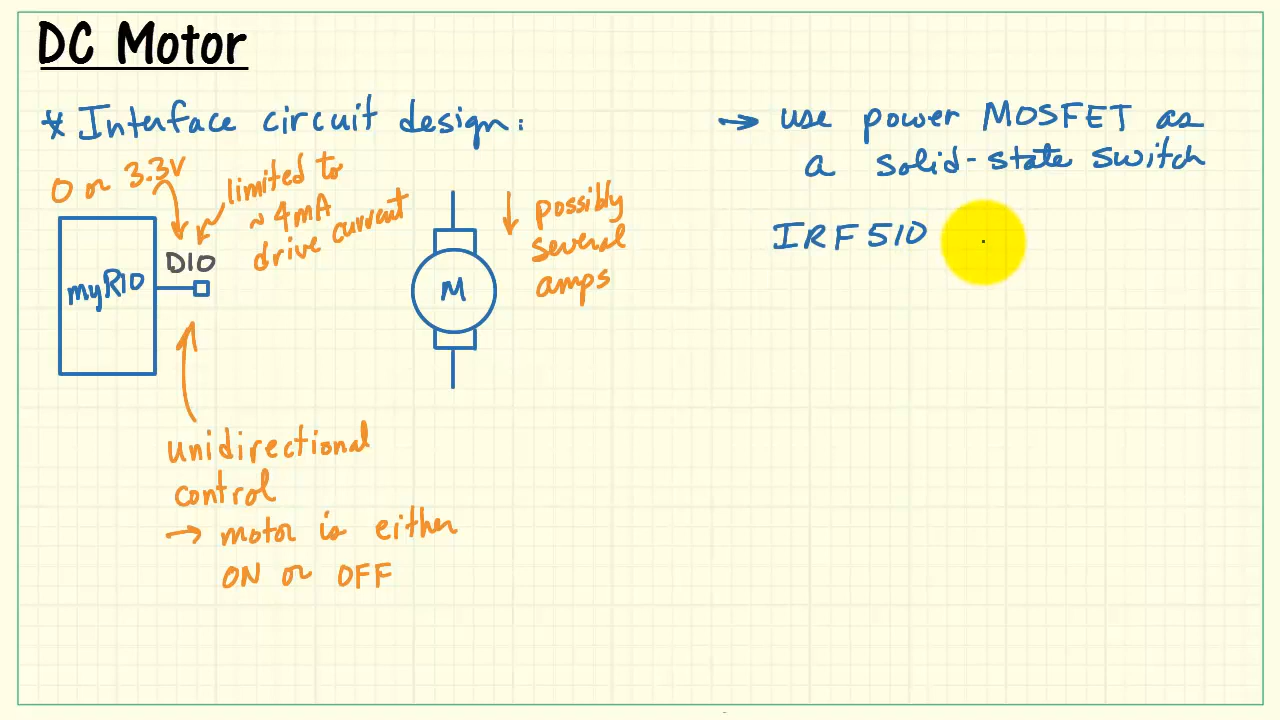 DC Motor
* Interface circuit design:
0 or 3.3V
limited to
~ 4mA
drive current
DIO
myRIO
M
possibly
several
amps
unidirectional
control
→ motor is either
ON or OFF
→ use power MOSFET as
a solid-state switch
IRF510